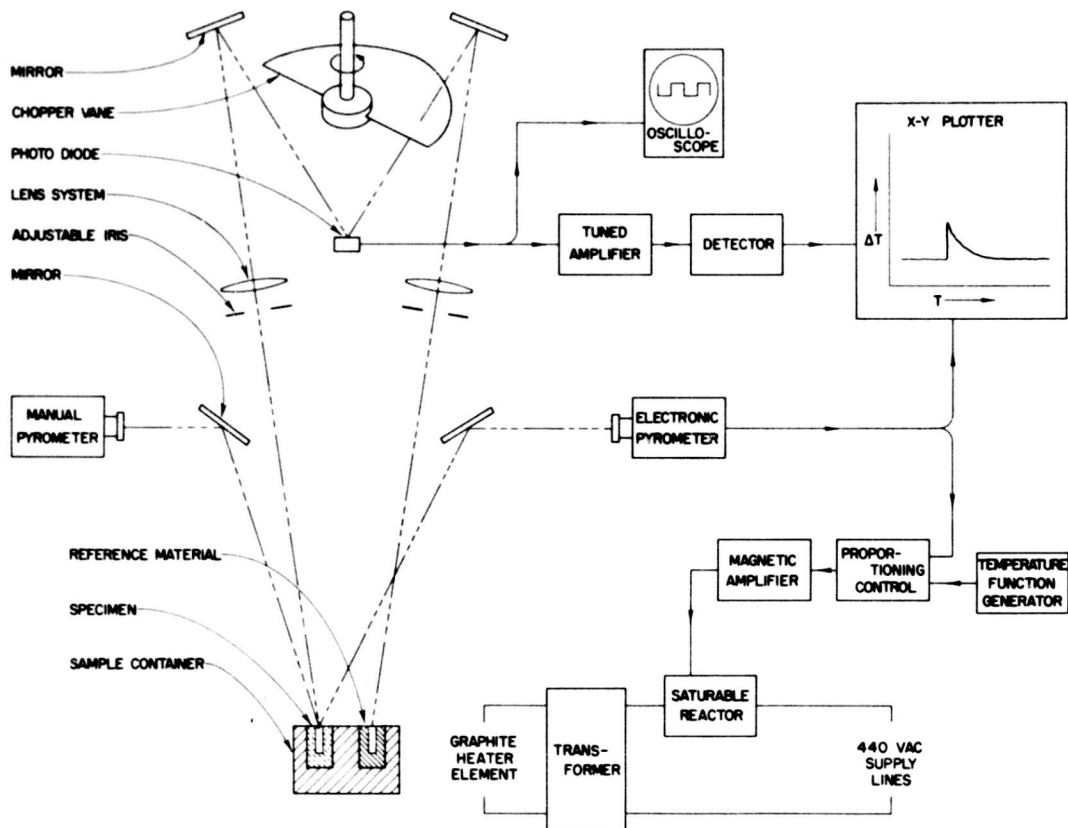 MIRROR
CHOPPER VANE
PHOTO DIODE
LENS SYSTEM
ADJUSTABLE IRIS
MIRROR
OSCILLO-
SCOPE
X-Y PLOTTER
ΔT
T
TUNED
AMPLIFIER
DETECTOR
MANUAL
PYROMETER
ELECTRONIC
PYROMETER
REFERENCE MATERIAL
SPECIMEN
SAMPLE CONTAINER
MAGNETIC
AMPLIFIER
PROPOR-
TIONING
CONTROL
TEMPERATURE
FUNCTION
GENERATOR
SATURABLE
REACTOR
GRAPHITE
HEATER
ELEMENT
TRANS-
FORMER
440 VAC
SUPPLY
LINES